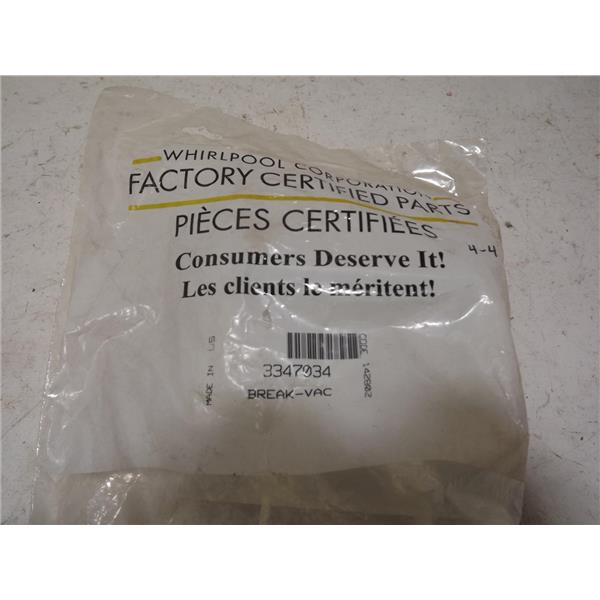 WHIRLPOOL CORPORATION
FACTORY CERTIFIED PARTS
PIÈCES CERTIFIÉES
4-4
Consumers Deserve It!
Les clients le méritent!
MADE IN U.S
CODE 142802
3347034
BREAK-VAC